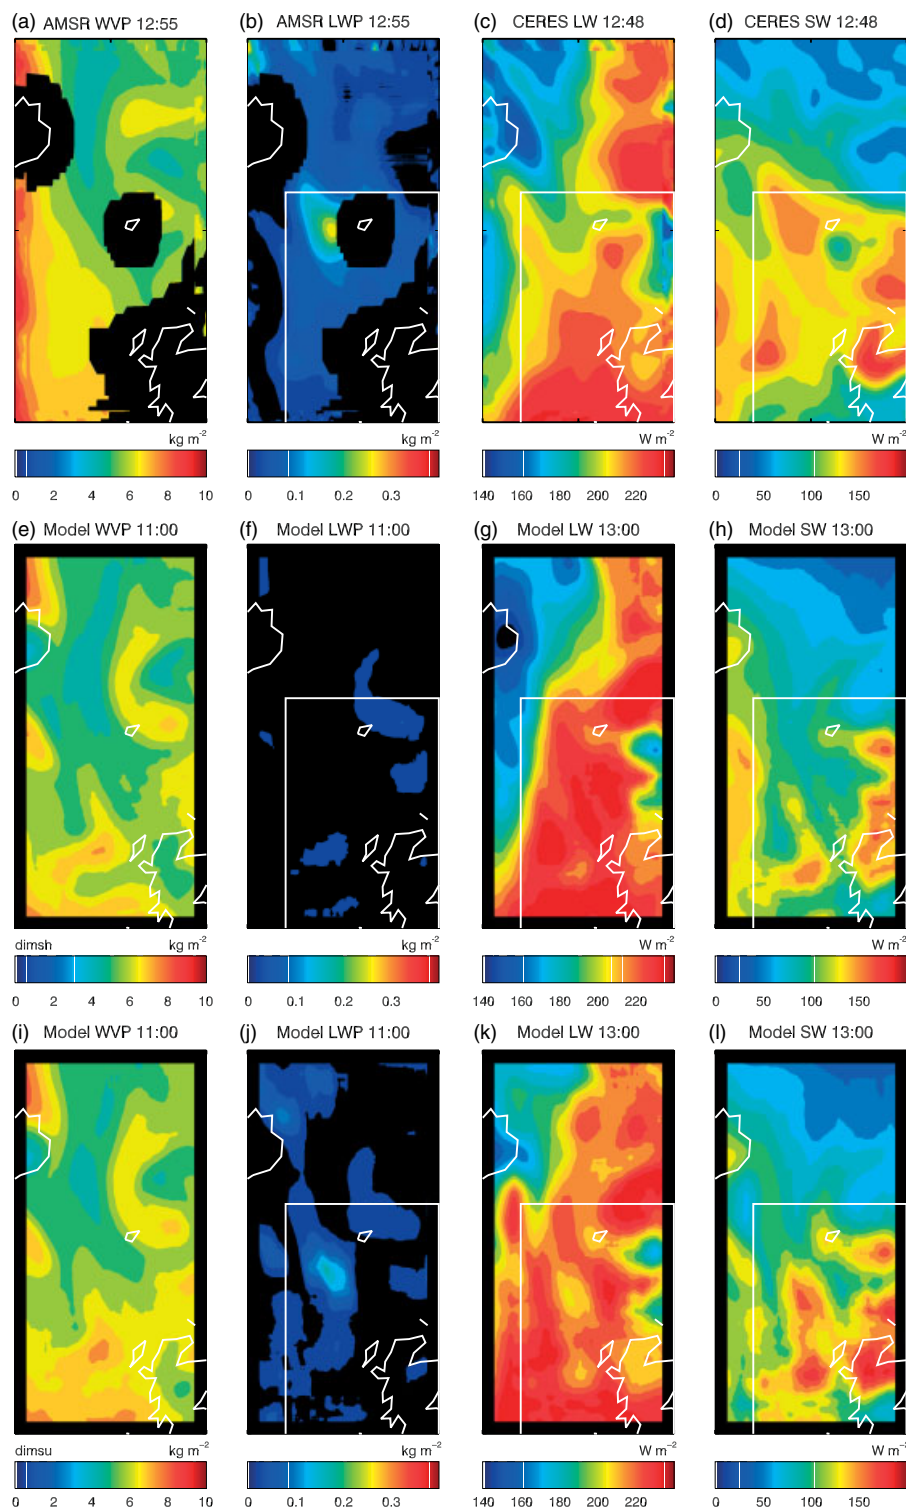 (a) AMSR WVP 12:55
(b) AMSR LWP 12:55
(c) CERES LW 12:48
(d) CERES SW 12:48
kg m⁻²
kg m⁻²
W m⁻²
W m⁻²
0 2 4 6 8 10
0 0.1 0.2 0.3
140 160 180 200 220
0 50 100 150
(e) Model WVP 11:00
(f) Model LWP 11:00
(g) Model LW 13:00
(h) Model SW 13:00
dimsh kg m⁻²
kg m⁻²
W m⁻²
W m⁻²
0 2 4 6 8 10
0 0.1 0.2 0.3
140 160 180 200 220
0 50 100 150
(i) Model WVP 11:00
(j) Model LWP 11:00
(k) Model LW 13:00
(l) Model SW 13:00
dimsu kg m⁻²
kg m⁻²
W m⁻²
W m⁻²
0 2 4 6 8 10
0 0.1 0.2 0.3
140 160 180 200 220
0 50 100 150